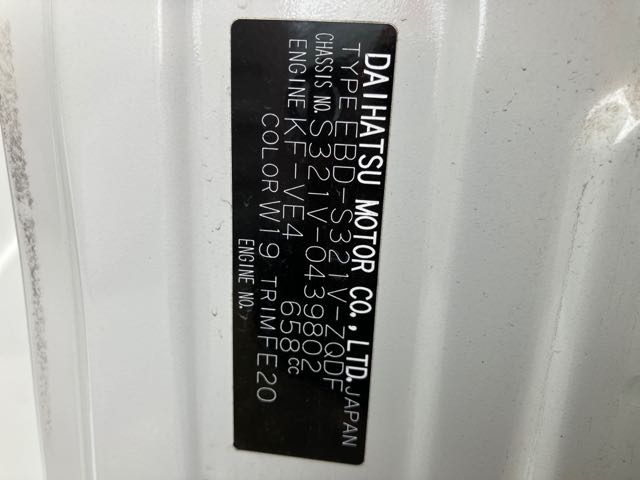 DAIHATSU MOTOR CO.,LTD. JAPAN
TYPE EBD-S321V-ZQDF
CHASSIS NO. S321V-0439802
ENGINE KF-VE4 658cc
COLOR W19 TRIM FE20
ENGINE NO.